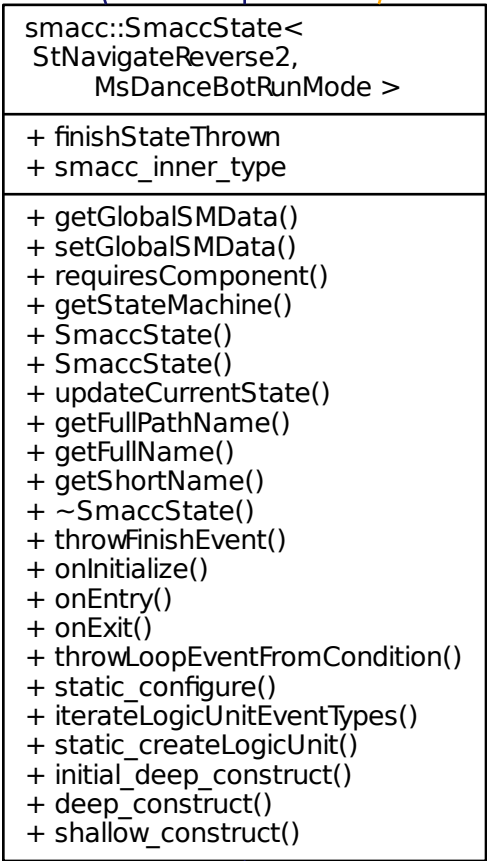 smacc::SmaccState<
StNavigateReverse2,
MsDanceBotRunMode >
+ finishStateThrown
+ smacc_inner_type
+ getGlobalSMData()
+ setGlobalSMData()
+ requiresComponent()
+ getStateMachine()
+ SmaccState()
+ SmaccState()
+ updateCurrentState()
+ getFullPathName()
+ getFullName()
+ getShortName()
+ ~SmaccState()
+ throwFinishEvent()
+ onInitialize()
+ onEntry()
+ onExit()
+ throwLoopEventFromCondition()
+ static_configure()
+ iterateLogicUnitEventTypes()
+ static_createLogicUnit()
+ initial_deep_construct()
+ deep_construct()
+ shallow_construct()